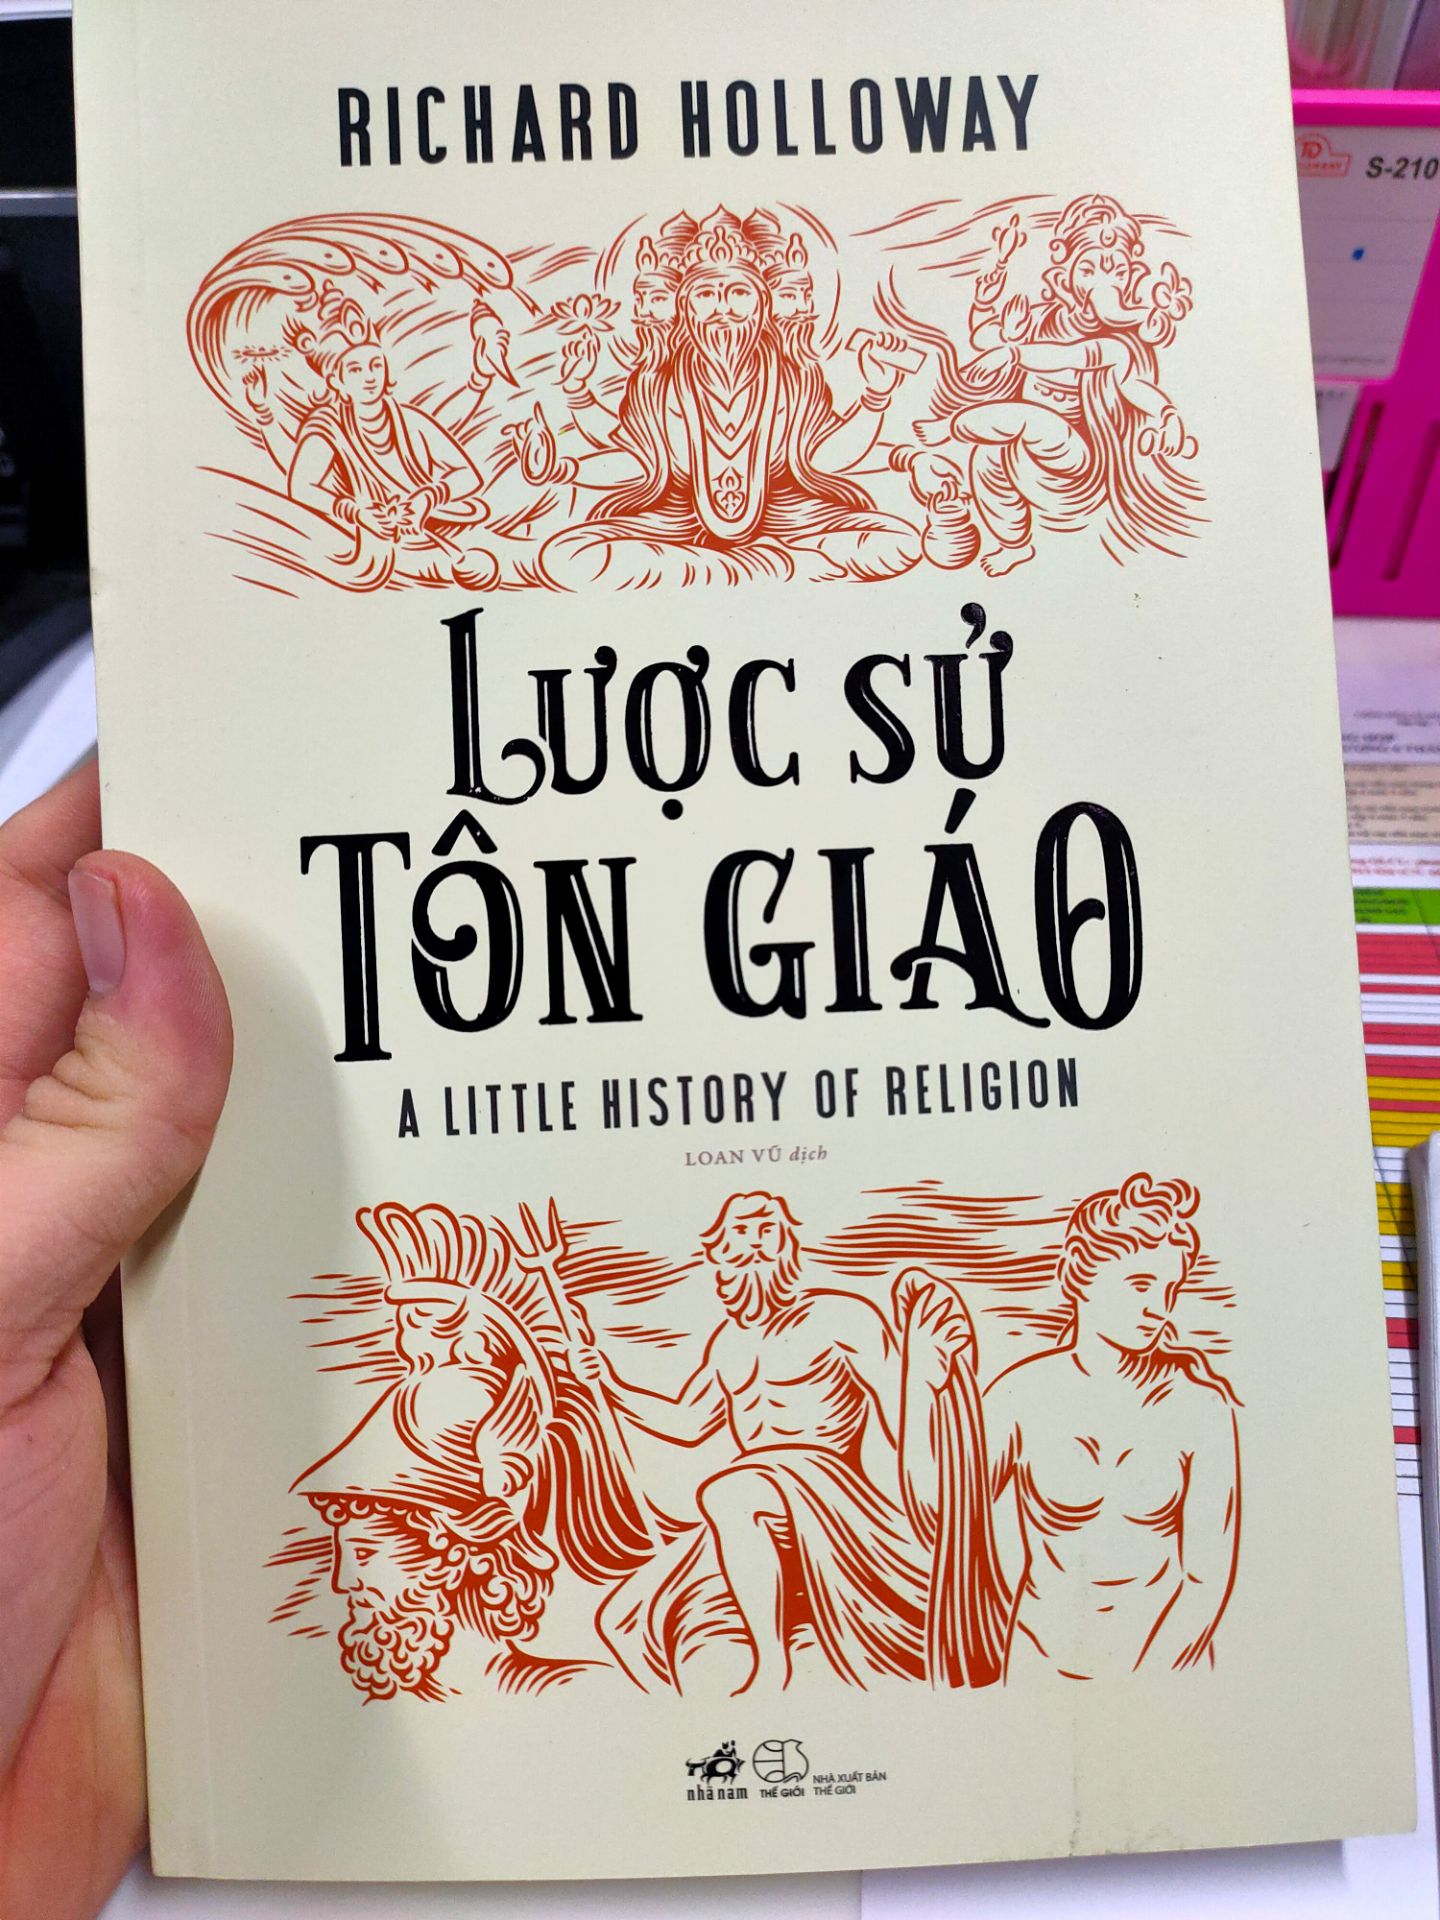 RICHARD HOLLOWAY
S-210
LƯỢC SỬ
TÔN GIÁO
A LITTLE HISTORY OF RELIGION
LOAN VŨ dịch
nhã nam
THẾ GIỚI
NHÀ XUẤT BẢN
THẾ GIỚI